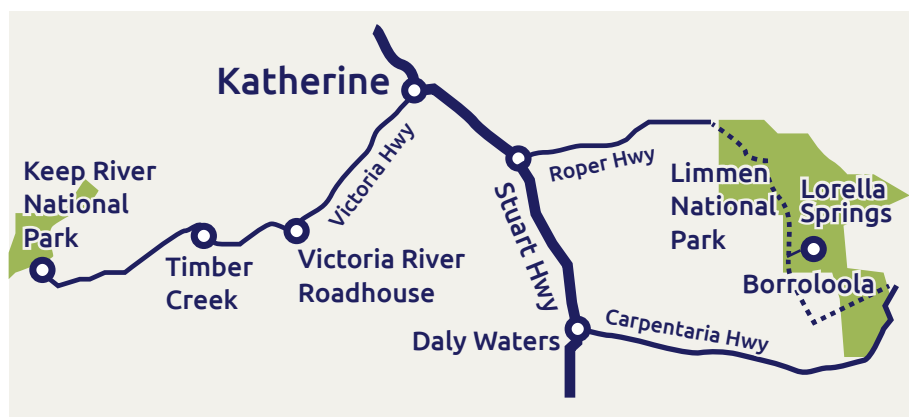 Katherine
Victoria Hwy
Keep River
National
Park
Timber
Creek
Victoria River
Roadhouse
Stuart Hwy
Roper Hwy
Limmen
National
Park
Lorella
Springs
Borroloola
Daly Waters
Carpentaria Hwy